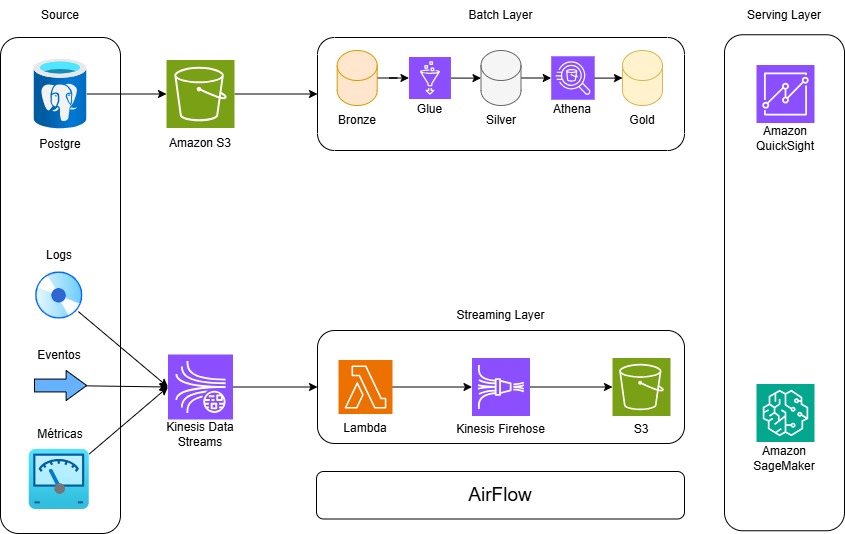 Source
Batch Layer
Serving Layer
Postgre
Amazon S3
Bronze
Glue
Silver
Athena
Gold
Amazon
QuickSight
Logs
Eventos
Métricas
Kinesis Data
Streams
Streaming Layer
Lambda
Kinesis Firehose
S3
AirFlow
Amazon
SageMaker